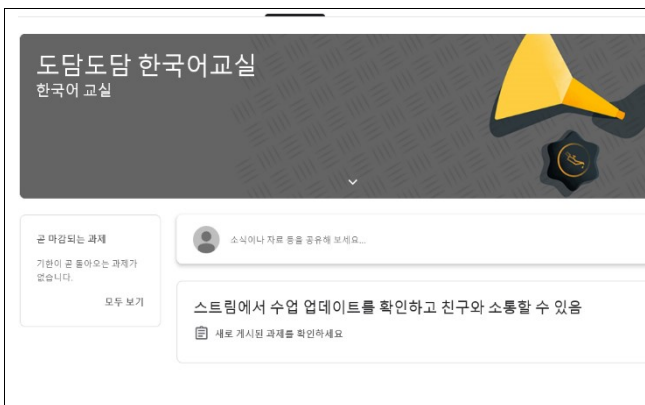 도담도담 한국어교실
한국어 교실
곧 마감되는 과제
기한이 곧 돌아오는 과제가
없습니다.
모두 보기
소식이나 자료 등을 공유해 보세요...
스트림에서 수업 업데이트를 확인하고 친구와 소통할 수 있음
새로 게시된 과제를 확인하세요